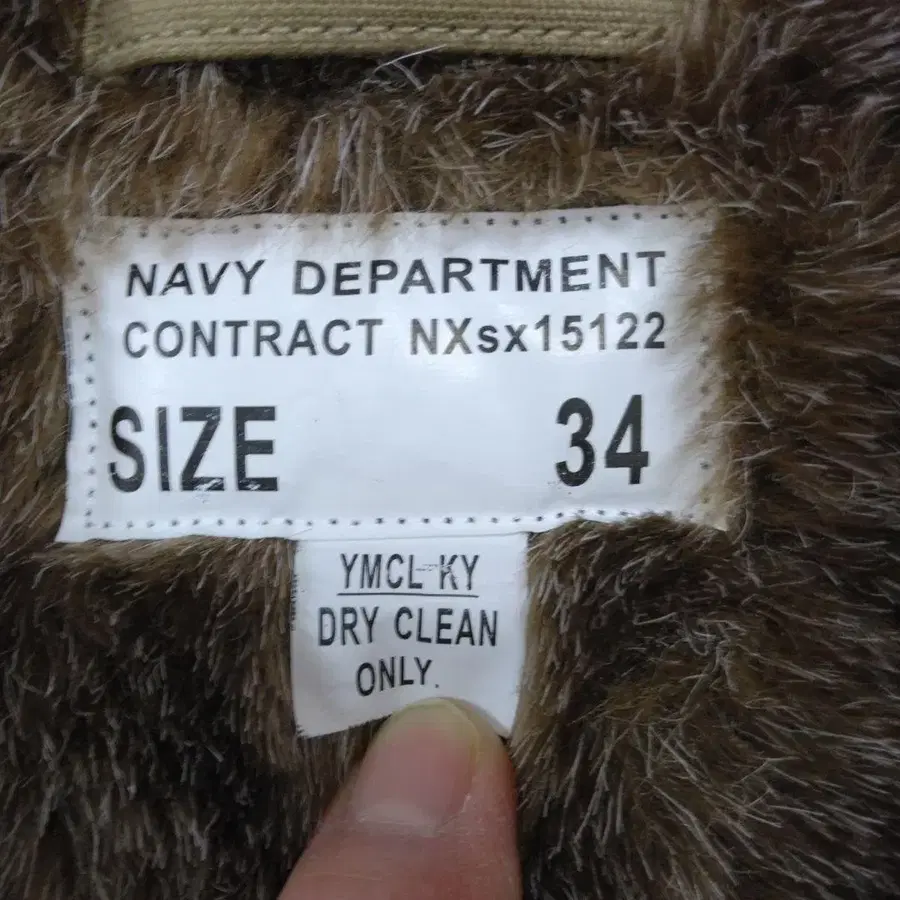 NAVY DEPARTMENT
CONTRACT NXsx15122
SIZE 34
YMCL-KY
DRY CLEAN
ONLY.